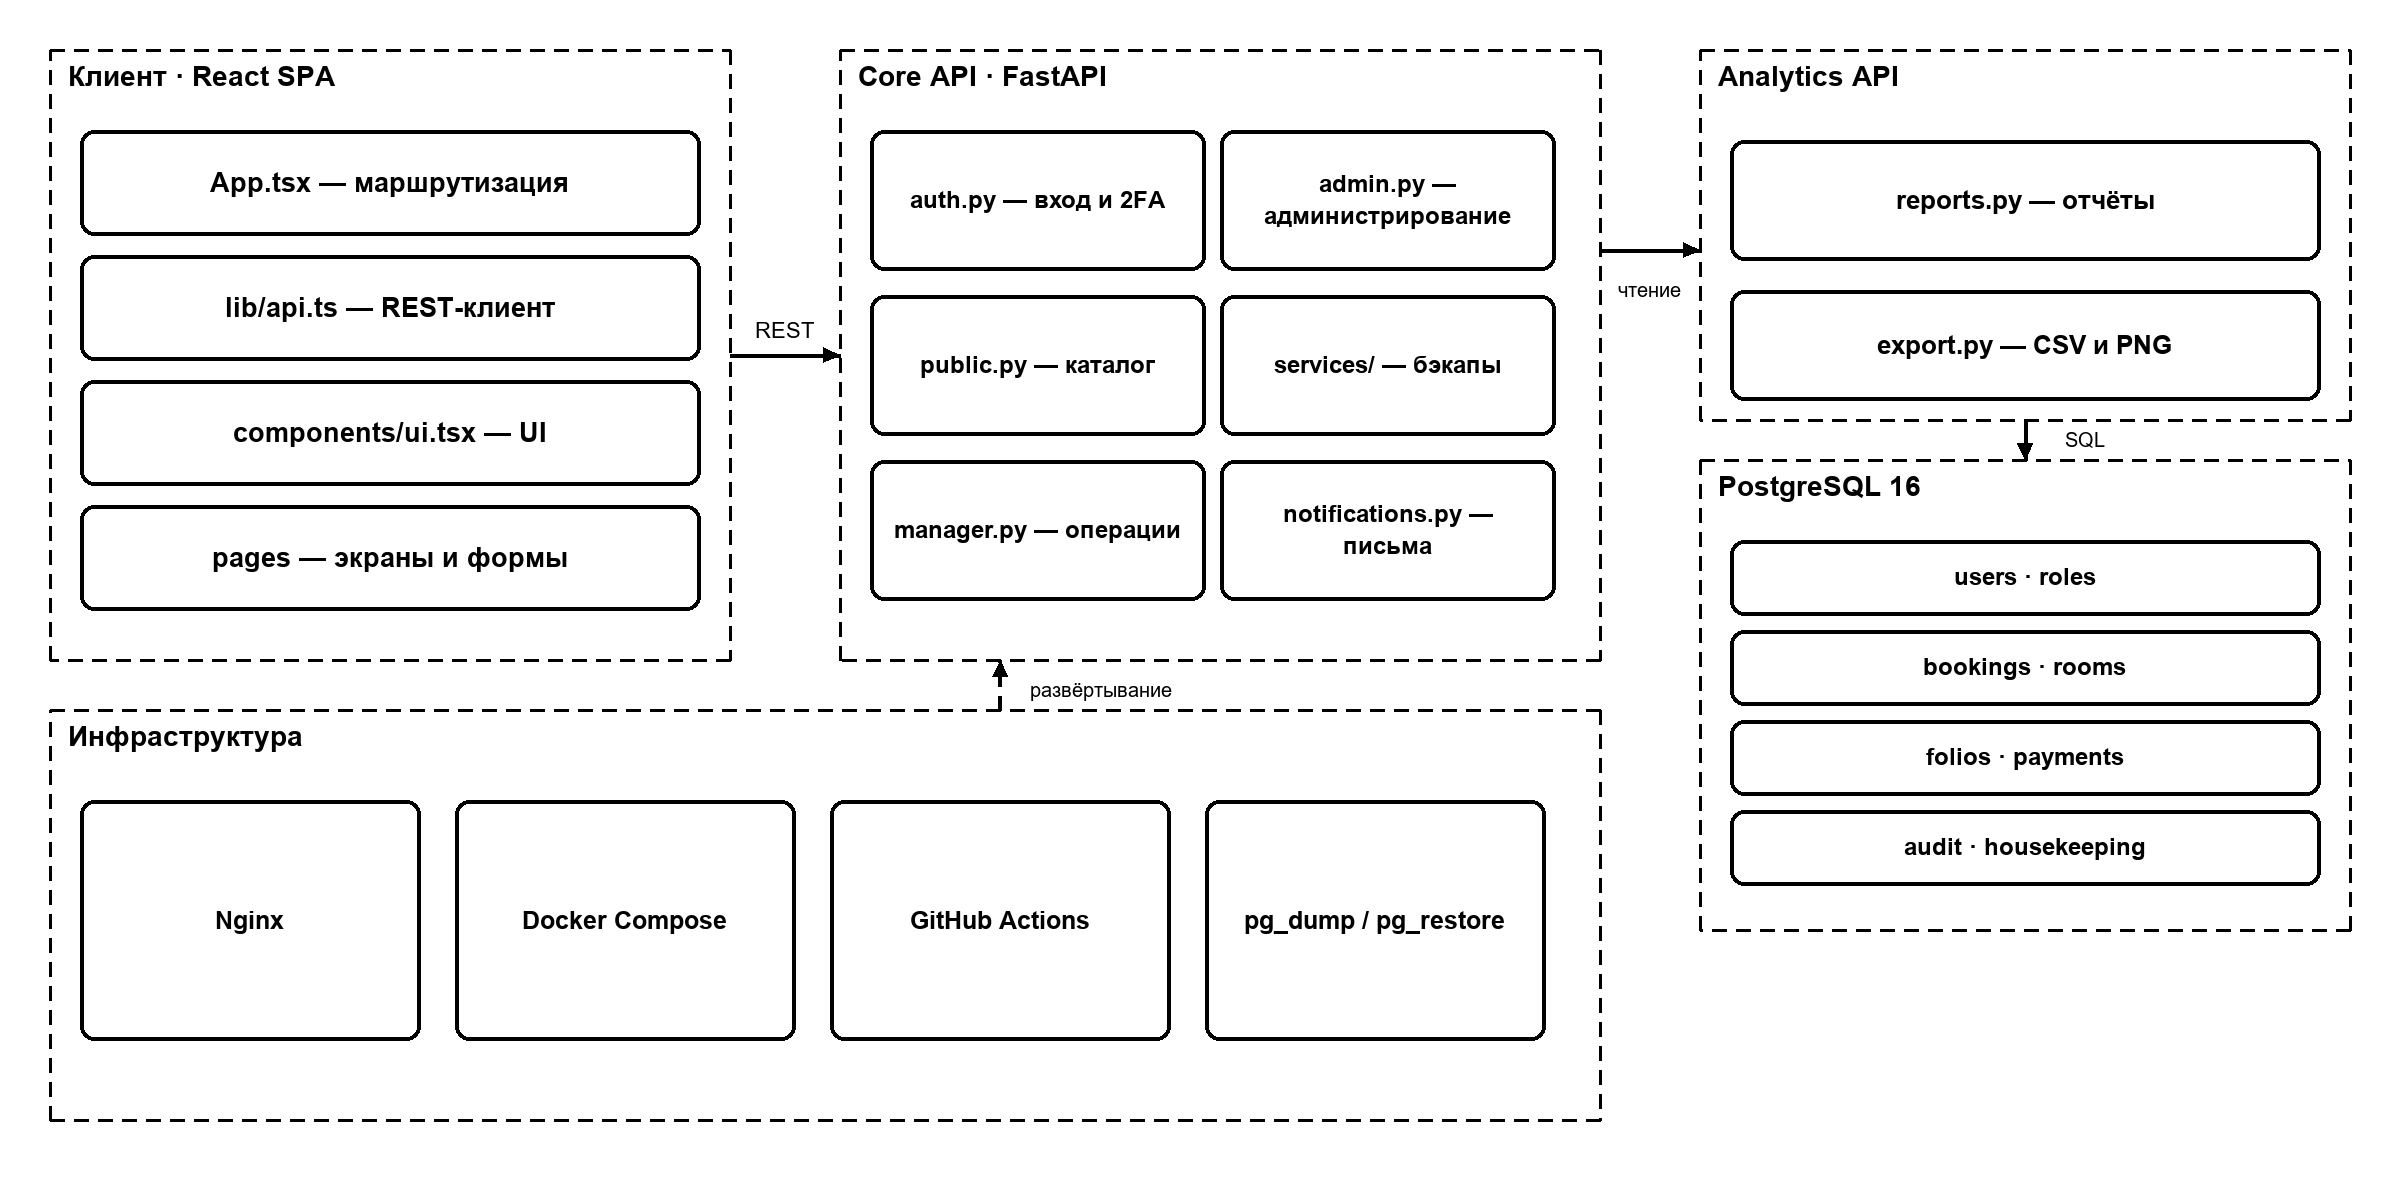 Клиент · React SPA
App.tsx — маршрутизация
lib/api.ts — REST-клиент
components/ui.tsx — UI
pages — экраны и формы
REST
Core API · FastAPI
auth.py — вход и 2FA
admin.py —
администрирование
public.py — каталог
services/ — бэкапы
manager.py — операции
notifications.py —
письма
чтение
Analytics API
reports.py — отчёты
export.py — CSV и PNG
SQL
PostgreSQL 16
users · roles
bookings · rooms
folios · payments
audit · housekeeping
развёртывание
Инфраструктура
Nginx
Docker Compose
GitHub Actions
pg_dump / pg_restore